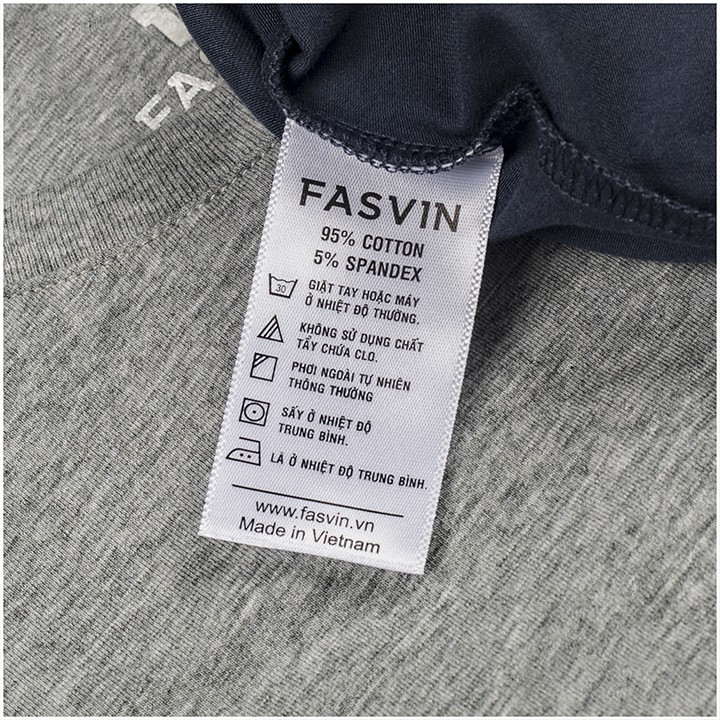 FA
FASVIN
95% COTTON
5% SPANDEX
30
GIẶT TAY HOẶC MÁY
Ở NHIỆT ĐỘ THƯỜNG.
KHÔNG SỬ DỤNG CHẤT
TẨY CHỨA CLO.
PHƠI NGOÀI TỰ NHIÊN
THÔNG THƯỜNG
SẤY Ở NHIỆT ĐỘ
TRUNG BÌNH.
LÀ Ở NHIỆT ĐỘ TRUNG BÌNH.
www.fasvin.vn
Made in Vietnam